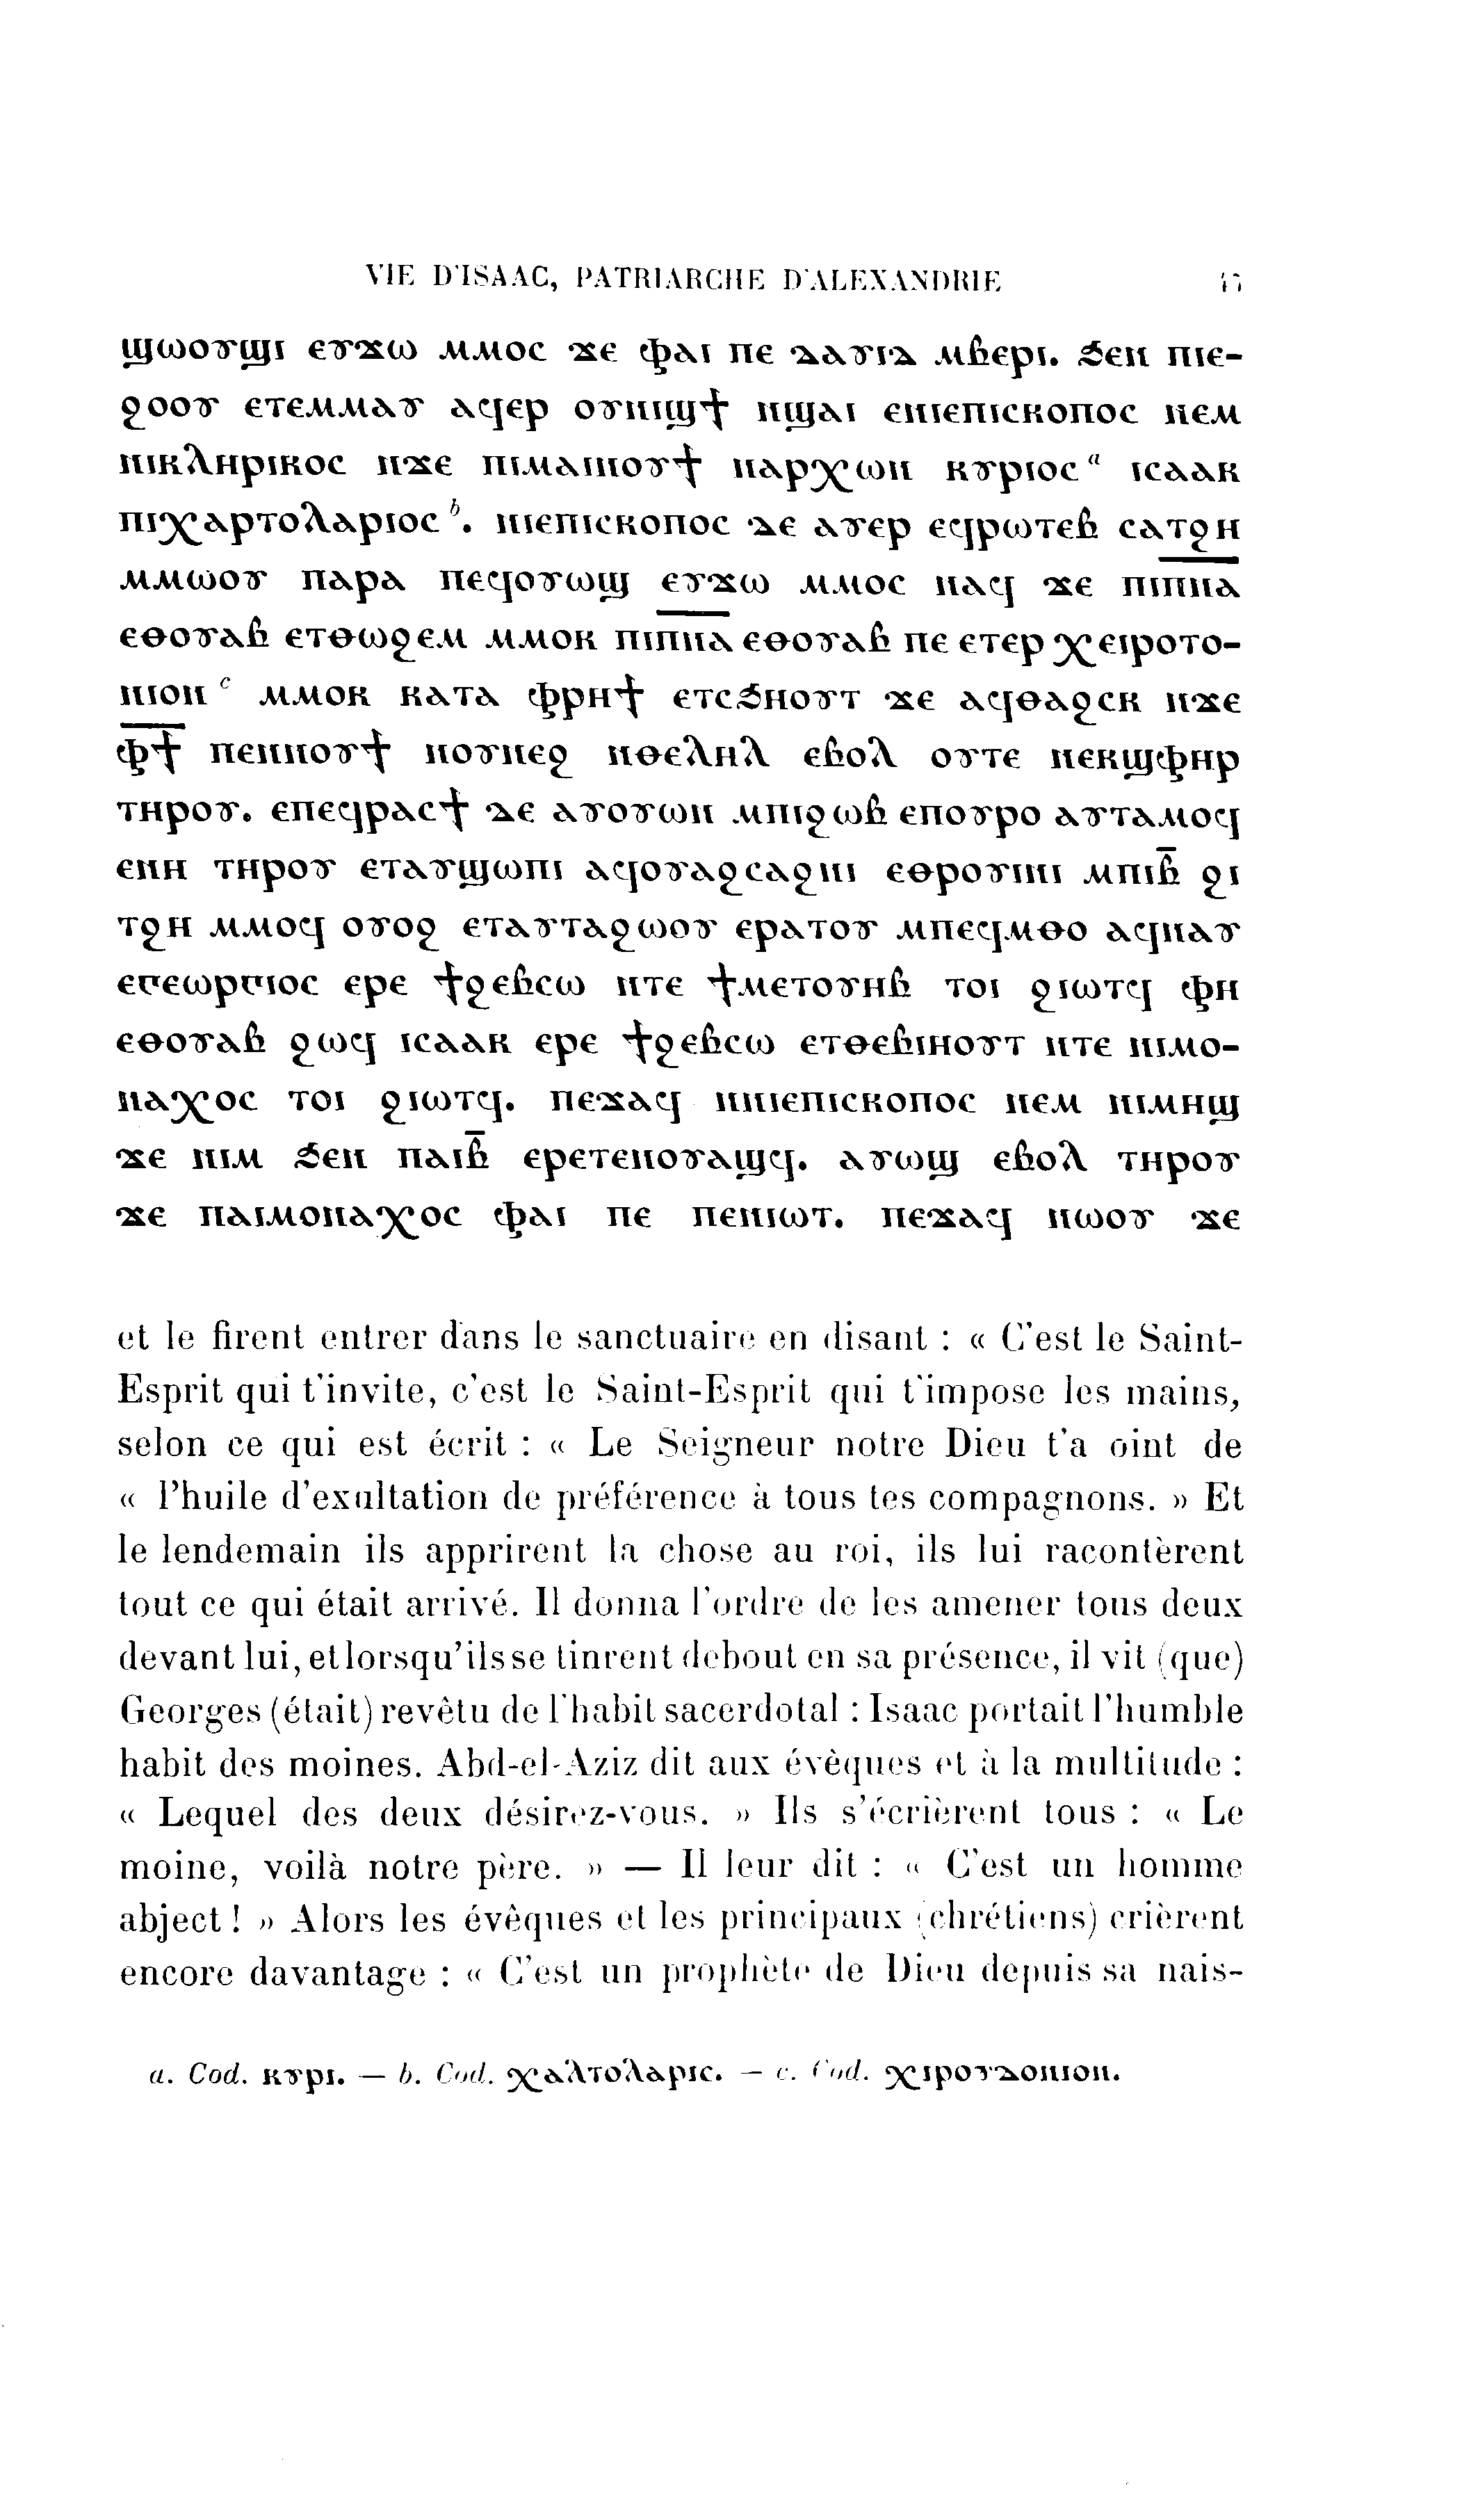 VIE D'ISAAC, PATRIARCHE D'ALEXANDRIE 47
ϣⲱⲟⲩϣⲓ ⲉⲩϫⲱ ⲙⲙⲟⲥ ϫⲉ ⲫⲁⲓ ⲡⲉ ⲇⲁⲩⲓⲇ ⲙⲃⲉⲣⲓ. ϧⲉⲛ ⲡⲓⲉ-
ϩⲟⲟⲩ ⲉⲧⲉⲙⲙⲁⲩ ⲁϥⲉⲣ ⲟⲩⲛⲓϣϯ ⲛϣⲁⲓ ⲉⲛⲓⲉⲡⲓⲥⲕⲟⲡⲟⲥ ⲛⲉⲙ
ⲛⲓⲕⲗⲏⲣⲓⲕⲟⲥ ⲛϫⲉ ⲡⲓⲙⲁⲓⲛⲟⲩϯ ⲛⲁⲣⲭⲱⲛ ⲕⲩⲣⲓⲟⲥ a ⲓⲥⲁⲁⲕ
ⲡⲓⲭⲁⲣⲧⲟⲗⲁⲣⲓⲟⲥ b. ⲛⲓⲉⲡⲓⲥⲕⲟⲡⲟⲥ ⲇⲉ ⲁⲩⲉⲣ ⲉϥⲣⲱⲧⲉⲃ ⲥⲁⲧϩⲏ
ⲙⲙⲱⲟⲩ ⲡⲁⲣⲁ ⲡⲉϥⲟⲩⲱϣ ⲉⲩϫⲱ ⲙⲙⲟⲥ ⲛⲁϥ ϫⲉ ⲡⲓⲡ̅ⲛ̅ⲁ̅
ⲉⲑⲟⲩⲁⲃ ⲉⲧⲑⲱϩⲉⲙ ⲙⲙⲟⲕ ⲡⲓⲡ̅ⲛ̅ⲁ̅ ⲉⲑⲟⲩⲁⲃ ⲡⲉ ⲉⲧⲉⲣ ⲭⲉⲓⲣⲟⲧⲟ-
ⲛⲓⲟⲛ c ⲙⲙⲟⲕ ⲕⲁⲧⲁ ⲫⲣⲏϯ ⲉⲧⲥϧⲏⲟⲩⲧ ϫⲉ ⲁϥⲑⲁϩⲥⲕ ⲛϫⲉ
ⲫ̅ϯ̅ ⲡⲉⲛⲛⲟⲩϯ ⲛⲟⲩⲛⲉϩ ⲛⲑⲉⲗⲏⲗ ⲉⲃⲟⲗ ⲟⲩⲧⲉ ⲛⲉⲕϣⲫⲏⲣ
ⲧⲏⲣⲟⲩ. ⲉⲡⲉϥⲣⲁⲥϯ ⲇⲉ ⲁⲩⲟⲩⲱⲛ ⲙⲡⲓϩⲱⲃ ⲉⲡⲟⲩⲣⲟ ⲁⲩⲧⲁⲙⲟϥ
ⲉⲛⲏ ⲧⲏⲣⲟⲩ ⲉⲧⲁⲩϣⲱⲡⲓ ⲁϥⲟⲩⲁϩⲥⲁϩⲛⲓ ⲉⲑⲣⲟⲩⲓⲛⲓ ⲙⲡⲓⲃ̅ ϩⲓ
ⲧϩⲏ ⲙⲙⲟϥ ⲟⲩⲟϩ ⲉⲧⲁⲩⲧⲁϩⲱⲟⲩ ⲉⲣⲁⲧⲟⲩ ⲙⲡⲉϥⲙⲑⲟ ⲁϥⲛⲁⲩ
ⲉⲅⲉⲱⲣⲅⲓⲟⲥ ⲉⲣⲉ ϯϩⲉⲃⲥⲱ ⲛⲧⲉ ϯⲙⲉⲧⲟⲩⲏⲃ ⲧⲟⲓ ϩⲓⲱⲧϥ ⲫⲏ
ⲉⲑⲟⲩⲁⲃ ϩⲱϥ ⲓⲥⲁⲁⲕ ⲉⲣⲉ ϯϩⲉⲃⲥⲱ ⲉⲧⲑⲉⲃⲓⲏⲟⲩⲧ ⲛⲧⲉ ⲛⲓⲙⲟ-
ⲛⲁⲭⲟⲥ ⲧⲟⲓ ϩⲓⲱⲧϥ. ⲡⲉϫⲁϥ ⲛⲛⲓⲉⲡⲓⲥⲕⲟⲡⲟⲥ ⲛⲉⲙ ⲛⲓⲙⲏϣ
ϫⲉ ⲛⲓⲙ ϧⲉⲛ ⲡⲁⲓⲃ̅ ⲉⲣⲉⲧⲉⲛⲟⲩⲁϣϥ. ⲁⲩⲱϣ ⲉⲃⲟⲗ ⲧⲏⲣⲟⲩ
ϫⲉ ⲡⲁⲓⲙⲟⲛⲁⲭⲟⲥ ⲫⲁⲓ ⲡⲉ ⲡⲉⲛⲓⲱⲧ. ⲡⲉϫⲁϥ ⲛⲱⲟⲩ ϫⲉ
et le firent entrer dans le sanctuaire en disant : « C'est le Saint-
Esprit qui t'invite, c'est le Saint-Esprit qui t'impose les mains,
selon ce qui est écrit : « Le Seigneur notre Dieu t'a oint de
« l'huile d'exultation de préférence à tous tes compagnons. » Et
le lendemain ils apprirent la chose au roi, ils lui racontèrent
tout ce qui était arrivé. Il donna l'ordre de les amener tous deux
devant lui, et lorsqu'ils se tinrent debout en sa présence, il vit (que)
Georges (était) revêtu de l'habit sacerdotal : Isaac portait l'humble
habit des moines. Abd-el-Aziz dit aux évèques et à la multitude :
« Lequel des deux désirez-vous. » Ils s'écrièrent tous : « Le
moine, voilà notre père. » — Il leur dit : « C'est un homme
abject ! » Alors les évêques et les principaux (chrétiens) crièrent
encore davantage : « C'est un prophète de Dieu depuis sa nais-
a. Cod. ⲕⲩⲣⲓ. — b. Cod. ⲭⲁⲗⲧⲟⲗⲁⲣⲓⲥ. — c. Cod. ⲭⲓⲣⲟⲩⲇⲟⲛⲓⲟⲛ.